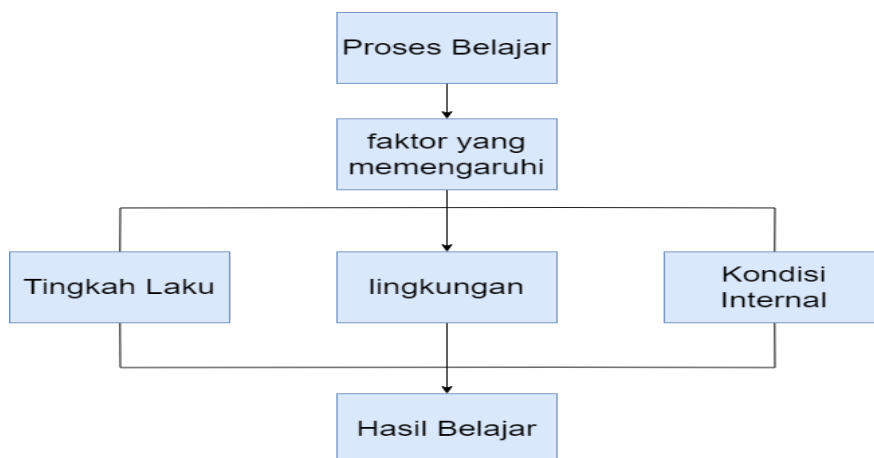 Proses Belajar
faktor yang
memengaruhi
Tingkah Laku
lingkungan
Kondisi
Internal
Hasil Belajar